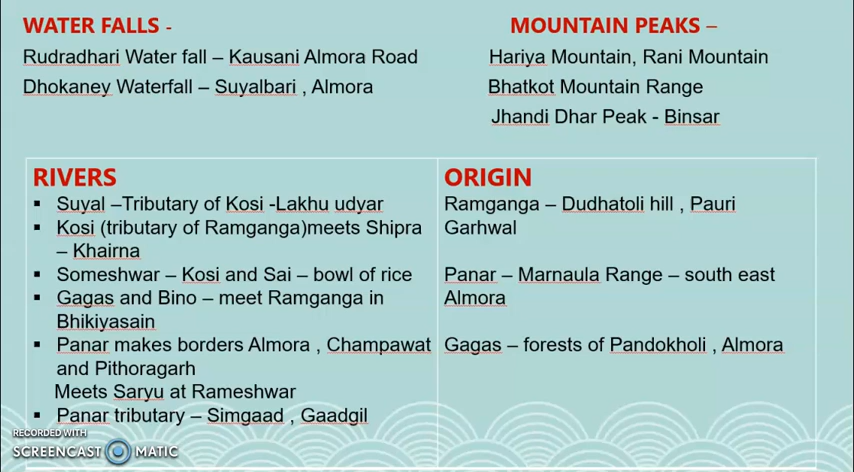 WATER FALLS -
Rudradhari Water fall – Kausani Almora Road
Dhokaney Waterfall – Suyalbari , Almora
MOUNTAIN PEAKS –
Hariya Mountain, Rani Mountain
Bhatkot Mountain Range
Jhandi Dhar Peak - Binsar
RIVERS
▪ Suyal –Tributary of Kosi -Lakhu udyar
▪ Kosi (tributary of Ramganga)meets Shipra
– Khairna
▪ Someshwar – Kosi and Sai – bowl of rice
▪ Gagas and Bino – meet Ramganga in
Bhikiyasain
▪ Panar makes borders Almora , Champawat
and Pithoragarh
Meets Saryu at Rameshwar
▪ Panar tributary – Simgaad , Gaadgil
ORIGIN
Ramganga – Dudhatoli hill , Pauri
Garhwal
Panar – Marnaula Range – south east
Almora
Gagas – forests of Pandokholi , Almora
RECORDED WITH
SCREENCAST MATIC